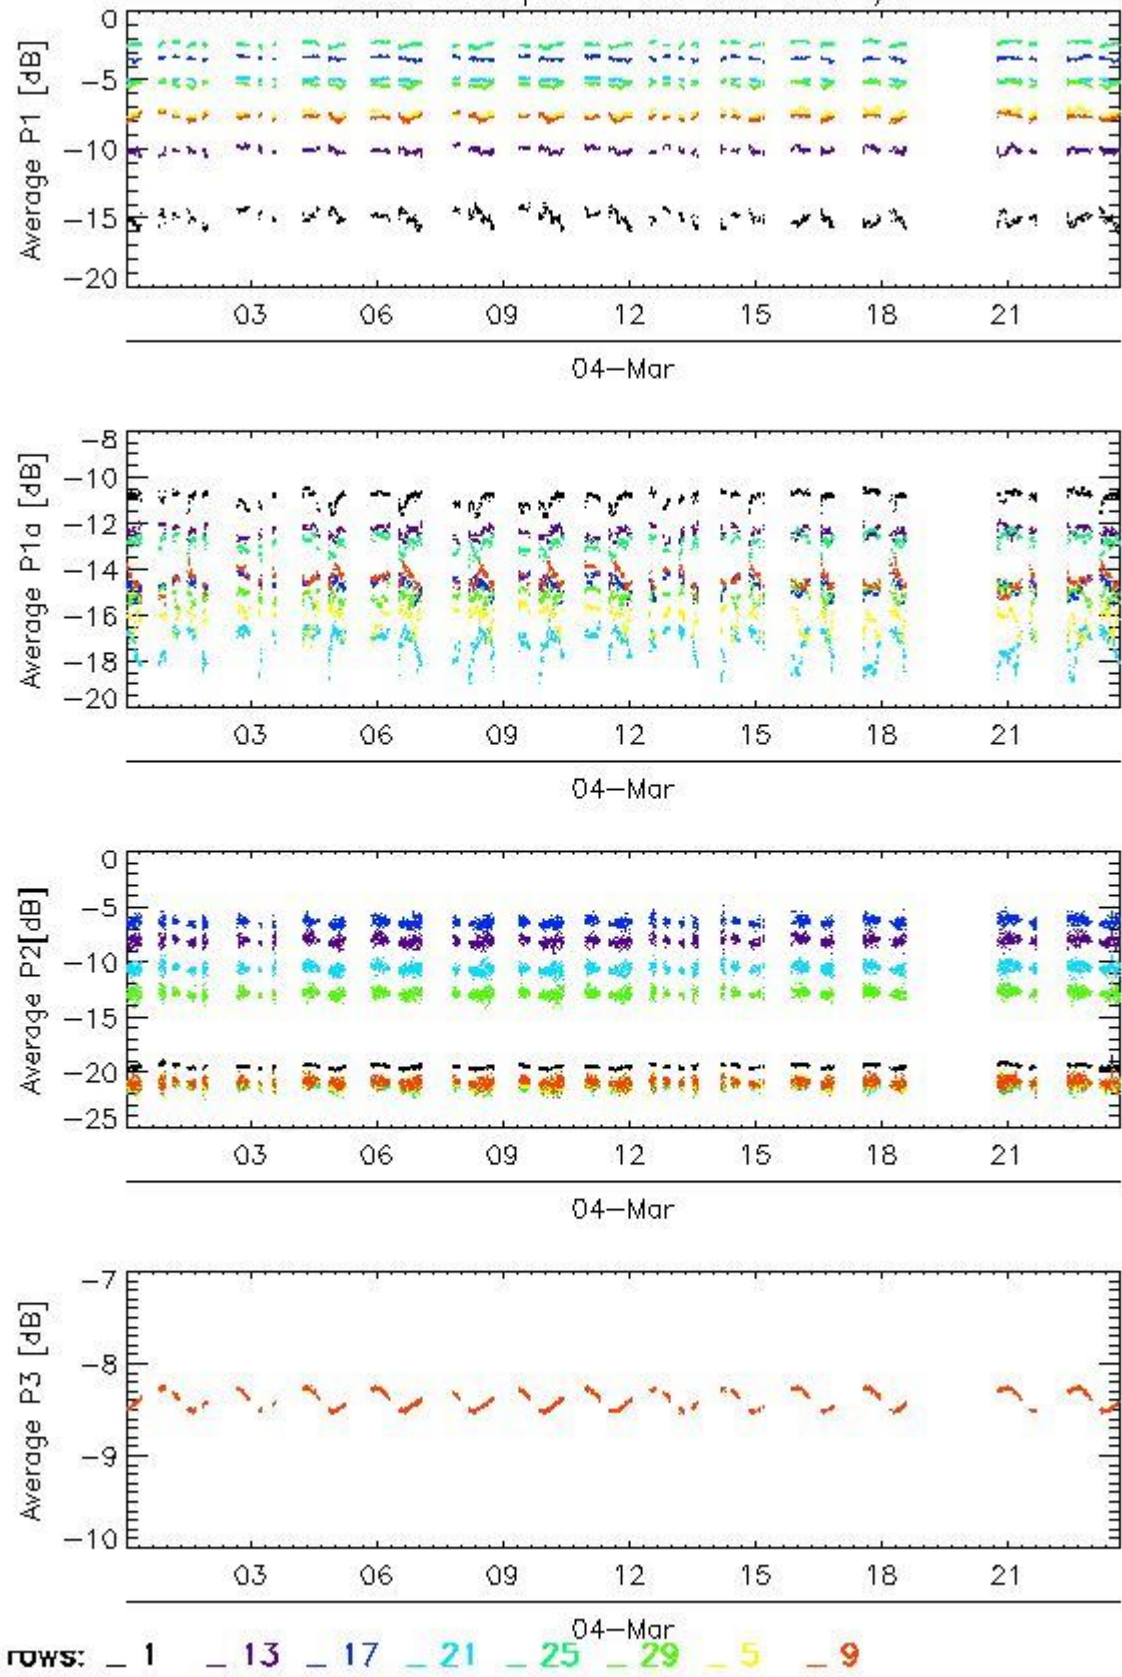 0
−5
−10
−15
−20
Average P1 [dB]
03 06 09 12 15 18 21
04−Mar
−8
−10
−12
−14
−16
−18
−20
Average P1a [dB]
03 06 09 12 15 18 21
04−Mar
0
−5
−10
−15
−20
−25
Average P2[dB]
03 06 09 12 15 18 21
04−Mar
−7
−8
−9
−10
Average P3 [dB]
03 06 09 12 15 18 21
04−Mar
rows: _ 1 _ 13 _ 17 _ 21 _ 25 _ 29 _ 5 _ 9